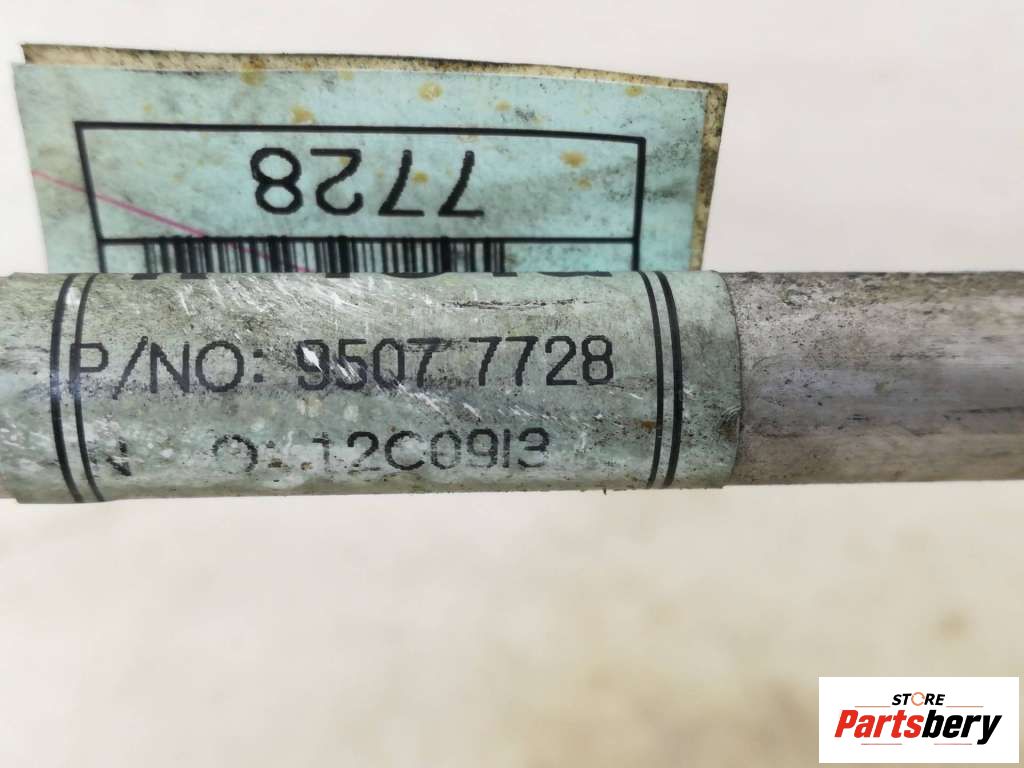 7728
P/NO: 9507 7728
N O: 12C0913
STORE
Partsbery